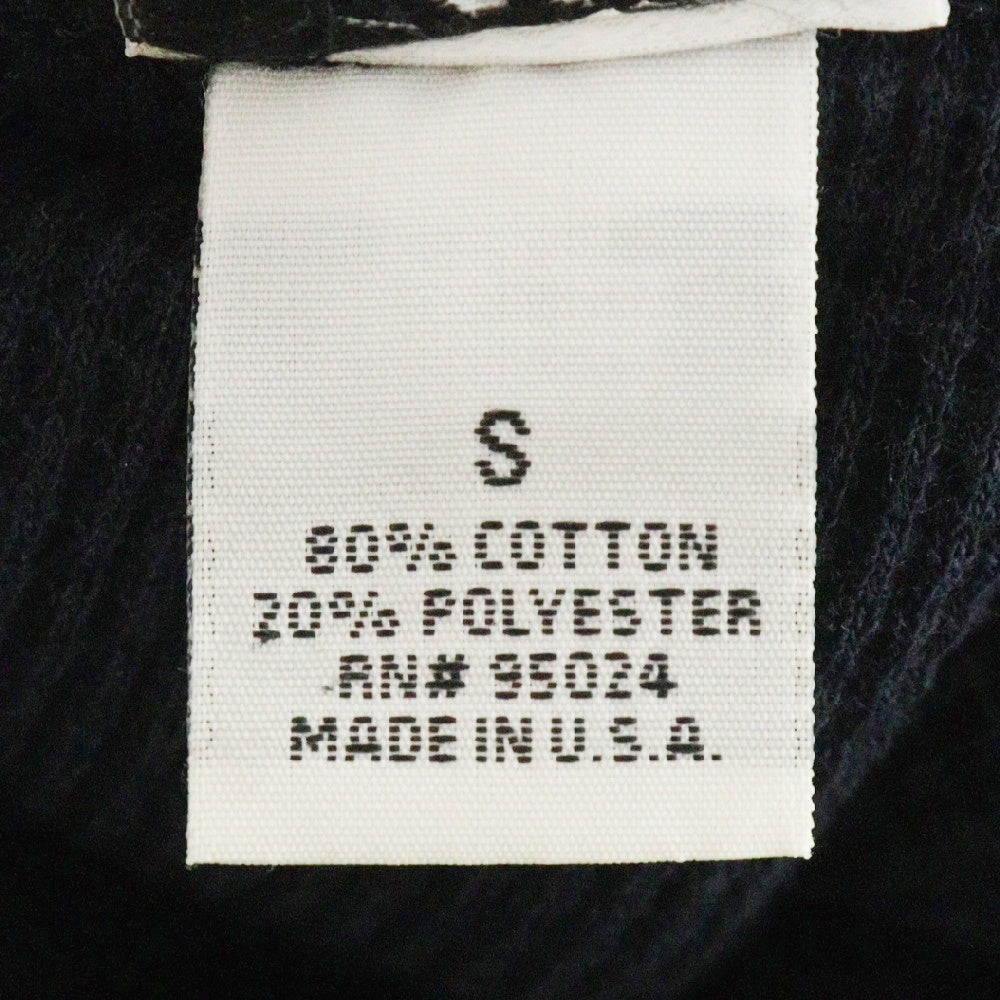 S
80% COTTON
20% POLYESTER
RN# 95024
MADE IN U.S.A.